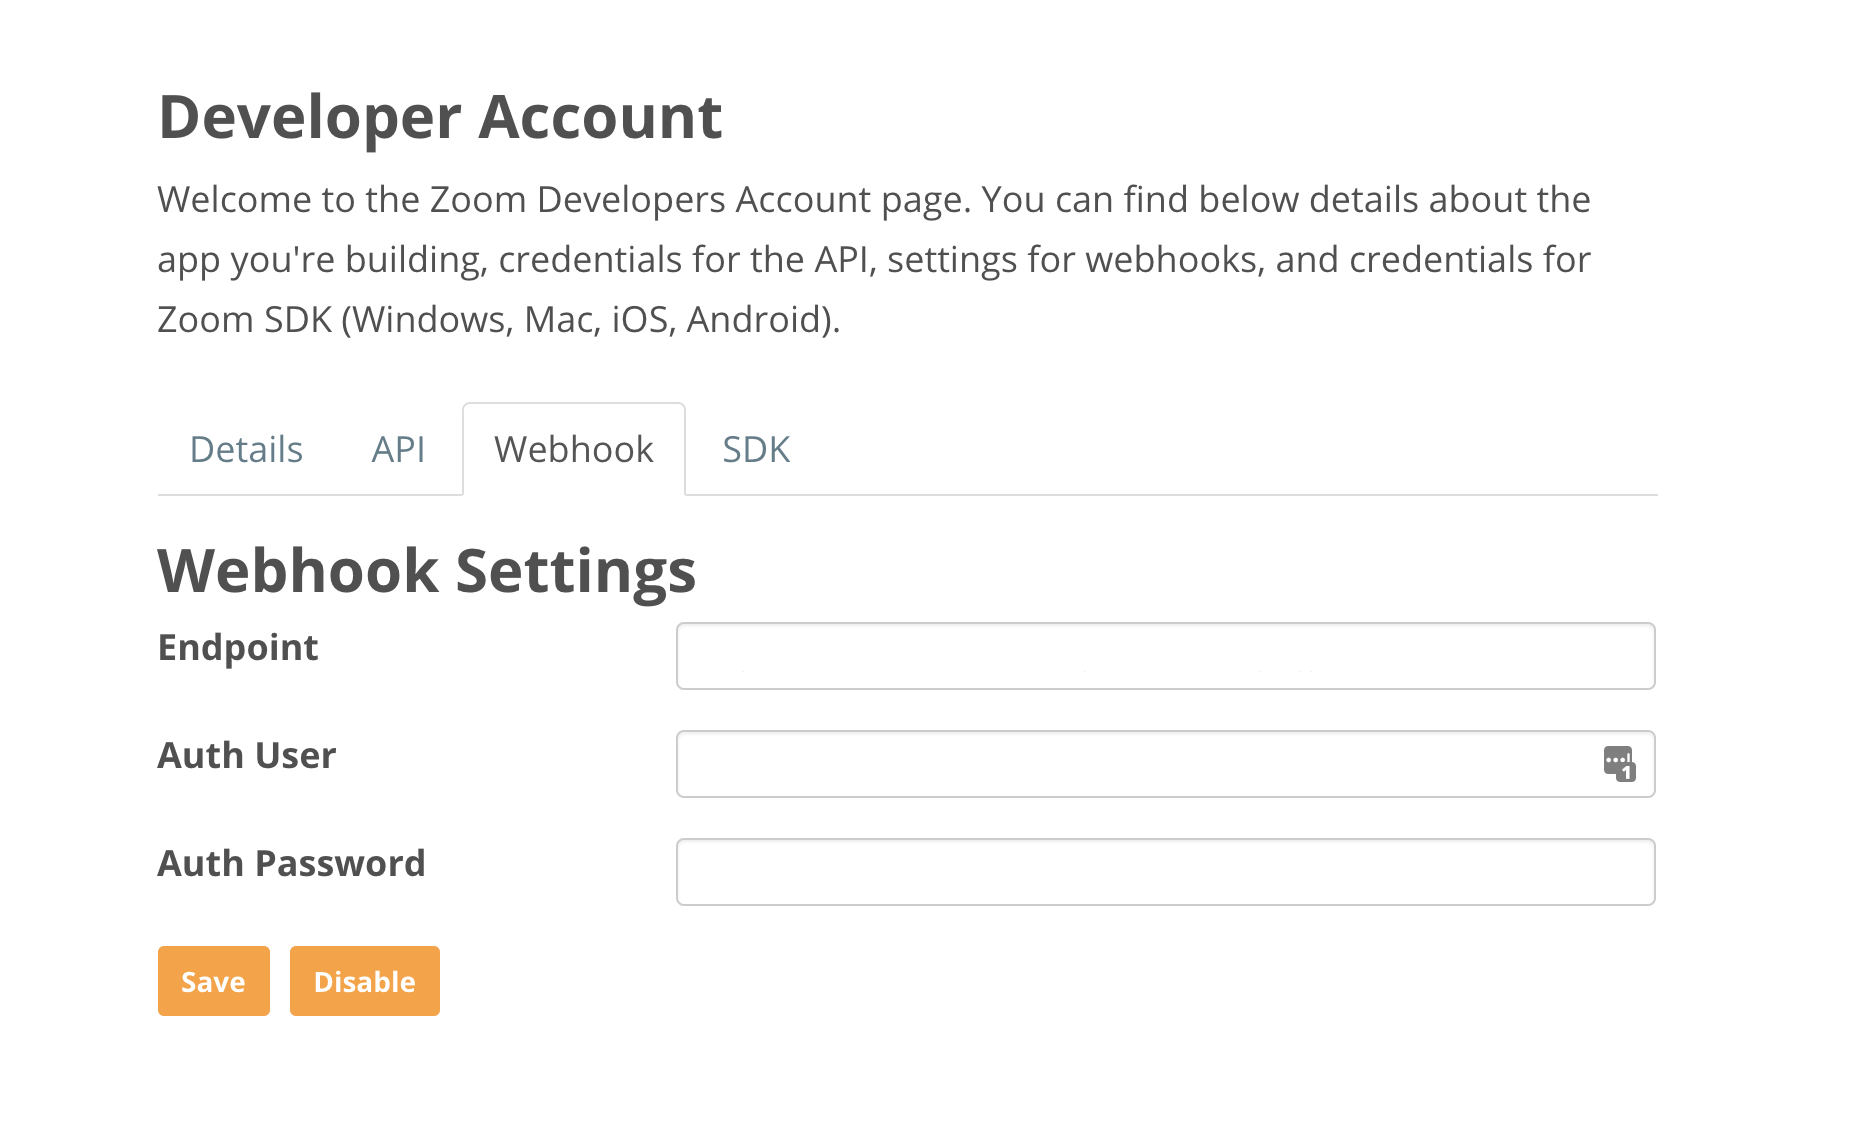 Developer Account
Welcome to the Zoom Developers Account page. You can find below details about the
app you're building, credentials for the API, settings for webhooks, and credentials for
Zoom SDK (Windows, Mac, iOS, Android).
Details API Webhook SDK
Webhook Settings
Endpoint
Auth User
1
Auth Password
Save Disable